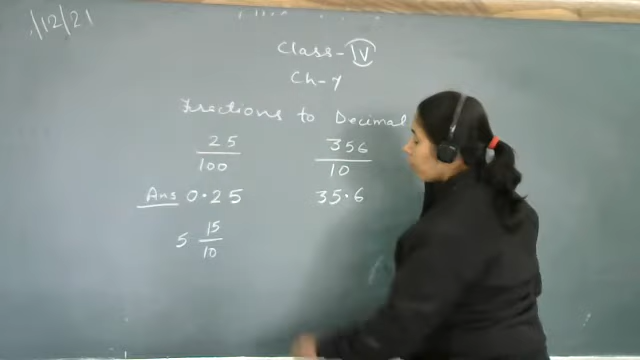 /12/21
Class - IV
Ch - 7
Fractions to Decimal
25/100 356/10
Ans 0.25 35.6
5 15/10